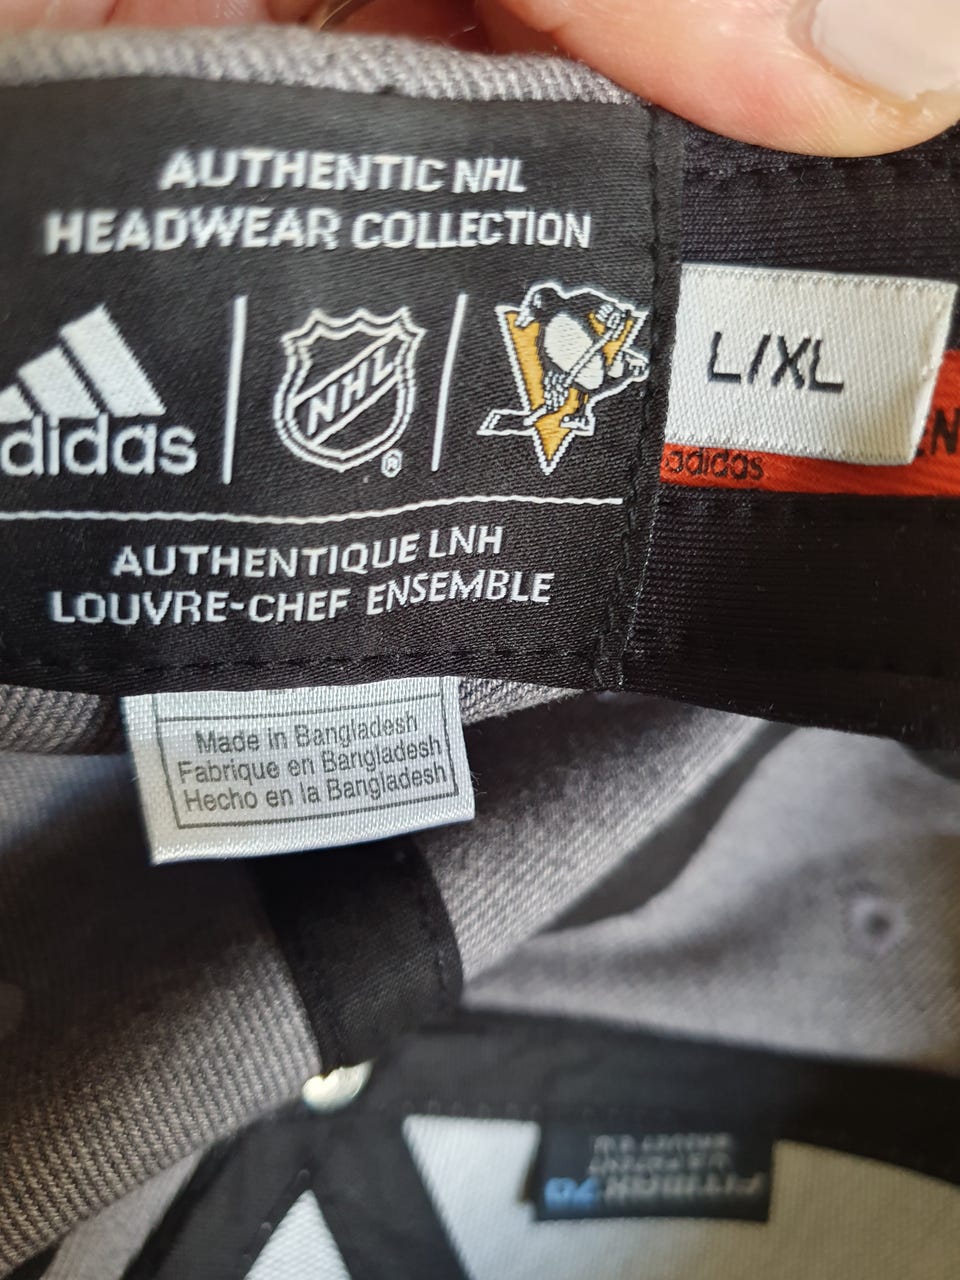 AUTHENTIC NHL
HEADWEAR COLLECTION
adidas
NHL
®
L/XL
adidas
AUTHENTIQUE LNH
LOUVRE-CHEF ENSEMBLE
Made in Bangladesh
Fabrique en Bangladesh
Hecho en la Bangladesh